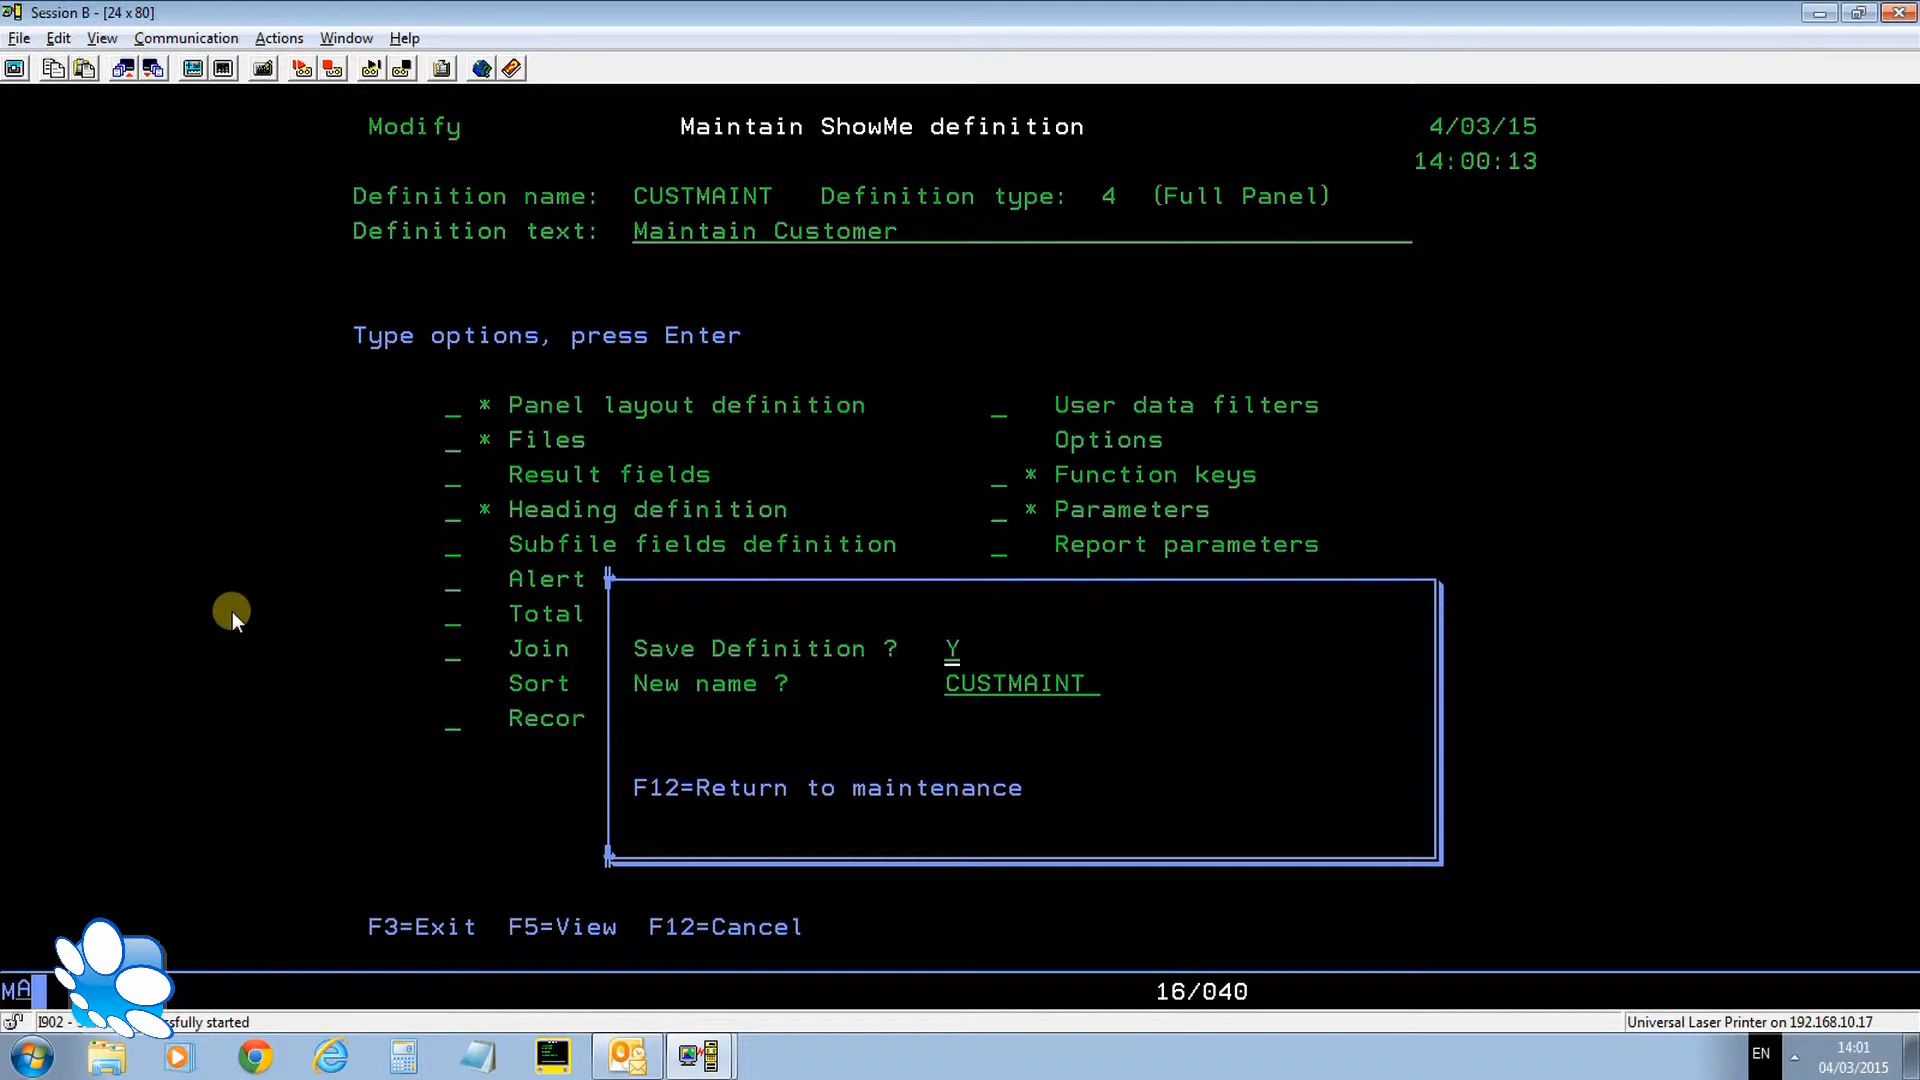 Session B - [24 x 80]
File Edit View Communication Actions Window Help
Modify Maintain ShowMe definition 4/03/15
14:00:13
Definition name: CUSTMAINT Definition type: 4 (Full Panel)
Definition text: Maintain Customer
Type options, press Enter
_ * Panel layout definition _ User data filters
_ * Files Options
_ Result fields _ * Function keys
_ * Heading definition _ * Parameters
_ Subfile fields definition _ Report parameters
_ Alert
_ Total
_ Join Save Definition ? Y
Sort New name ? CUSTMAINT
_ Recor
F12=Return to maintenance
F3=Exit F5=View F12=Cancel
MA 16/040
I902 - sfully started Universal Laser Printer on 192.168.10.17
EN 14:01
04/03/2015